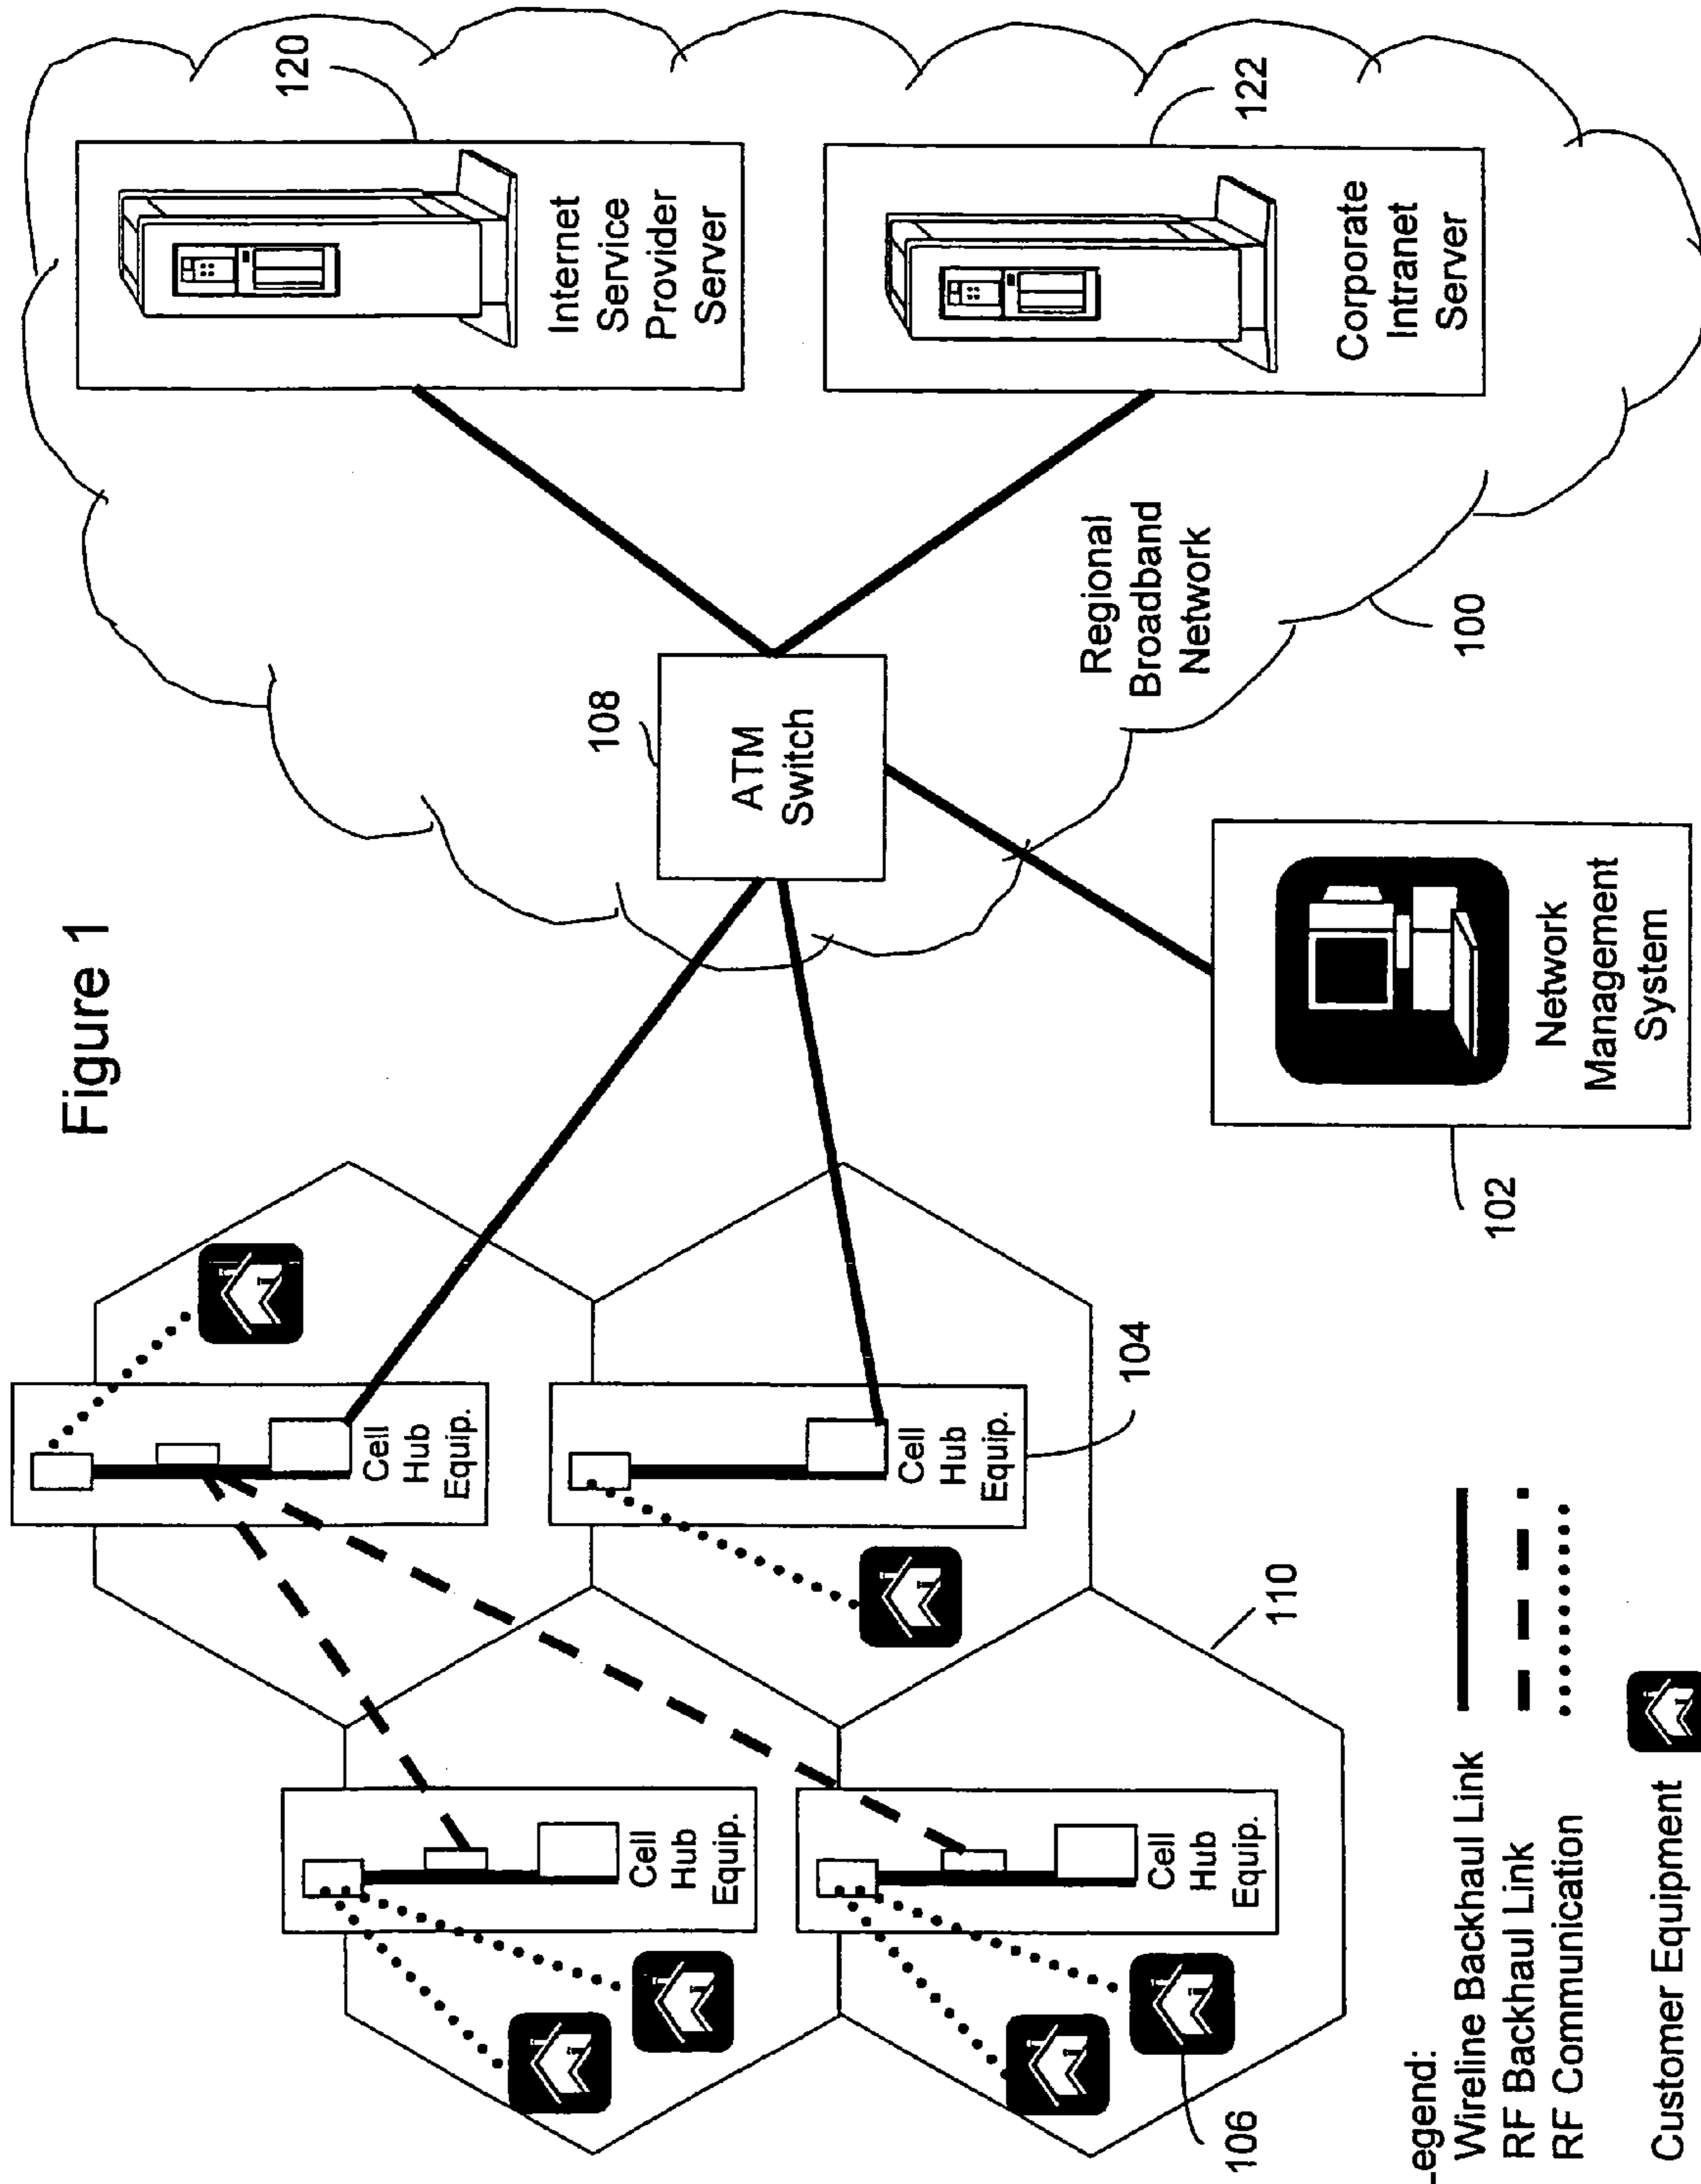 Figure 1
120
Internet
Service
Provider
Server
122
Corporate
Intranet
Server
108
ATM
Switch
Regional
Broadband
Network
100
Network
Management
System
102
Cell
Hub
Equip.
Cell
Hub
Equip.
104
Cell
Hub
Equip.
Cell
Hub
Equip.
110
106
egend:
Wireline Backhaul Link
RF Backhaul Link
RF Communication
Customer Equipment